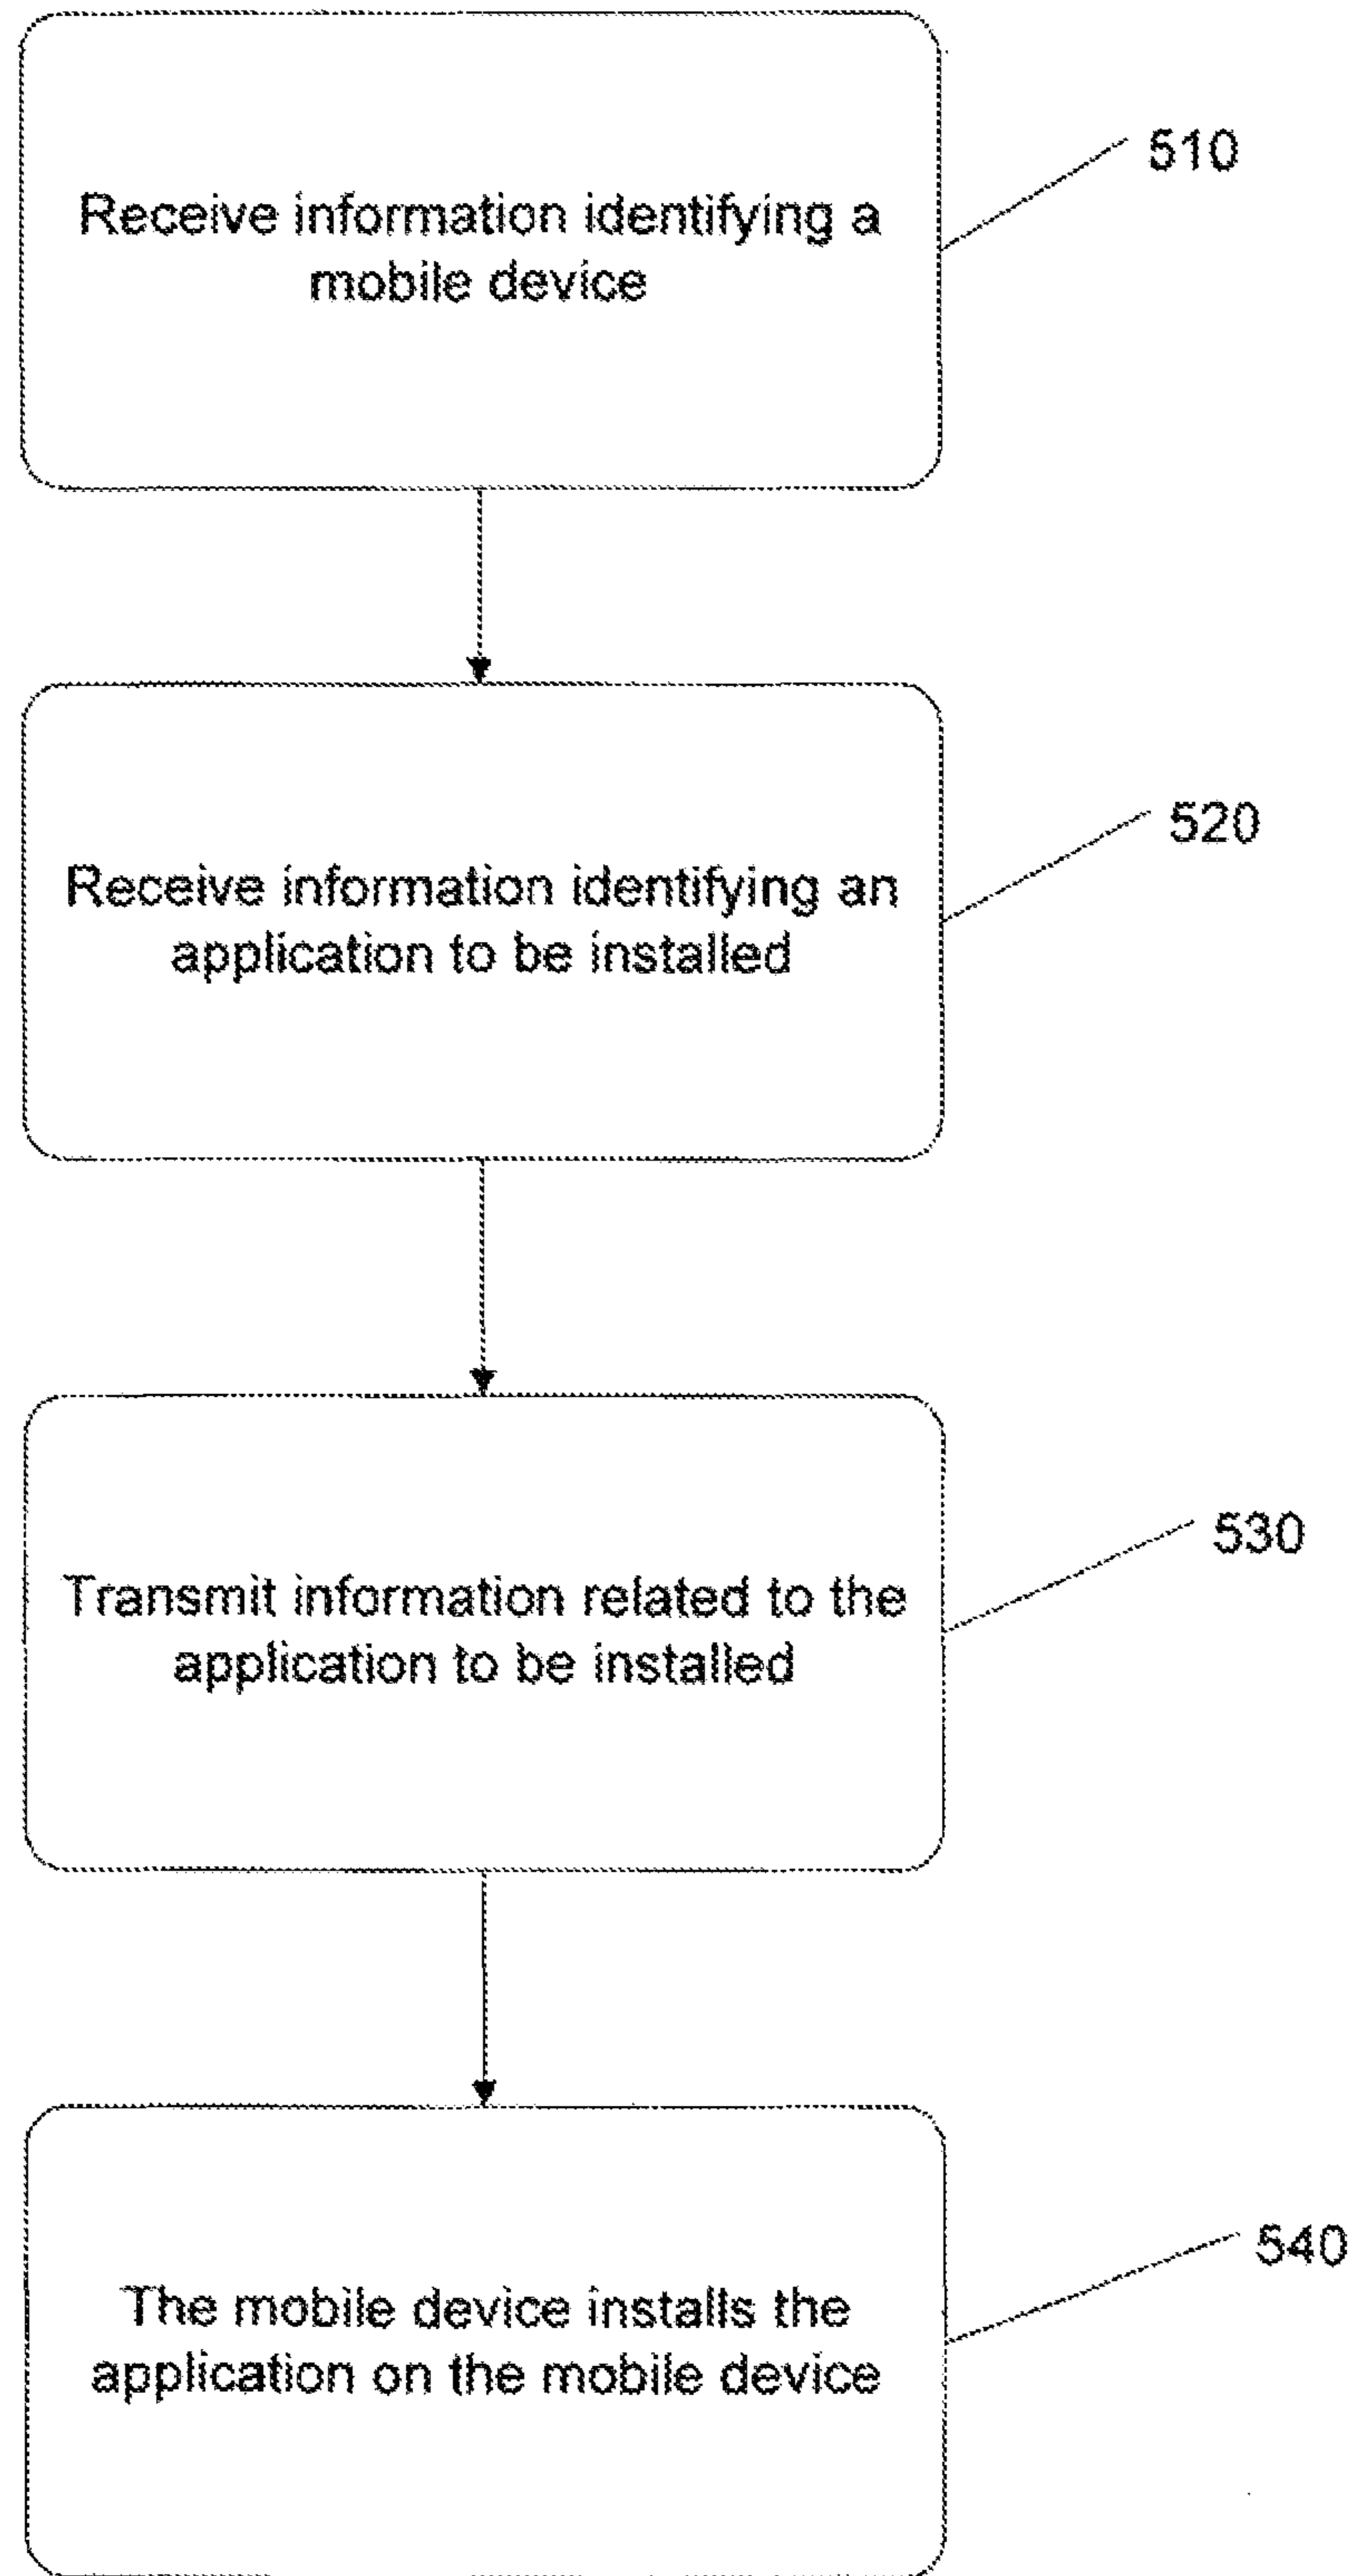 Receive information identifying a
mobile device
510
Receive information identifying an
application to be installed
520
Transmit information related to the
application to be installed
530
The mobile device installs the
application on the mobile device
540